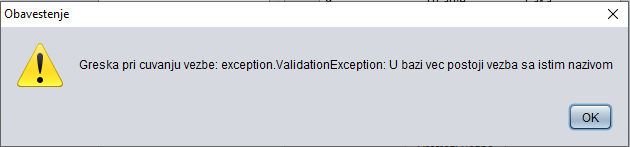 Obavestenje
Greska pri cuvanju vezbe: exception.ValidationException: U bazi vec postoji vezba sa istim nazivom
OK